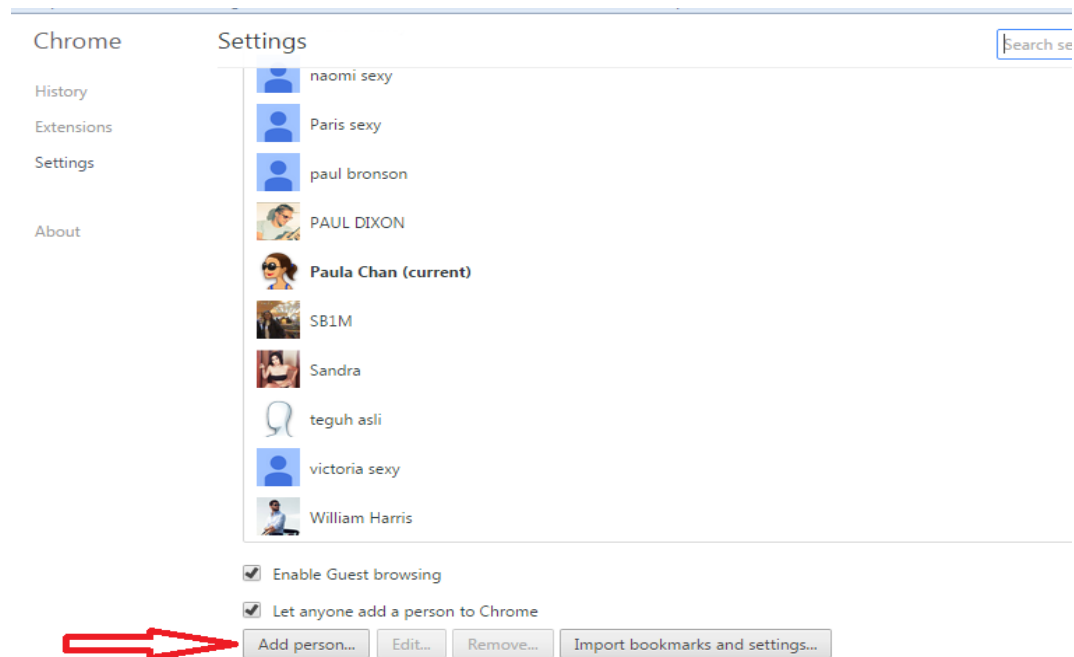 Chrome
Settings
Search se
History
Extensions
Settings
About
naomi sexy
Paris sexy
paul bronson
PAUL DIXON
Paula Chan (current)
SB1M
Sandra
teguh asli
victoria sexy
William Harris
Enable Guest browsing
Let anyone add a person to Chrome
Add person... Edit... Remove... Import bookmarks and settings...